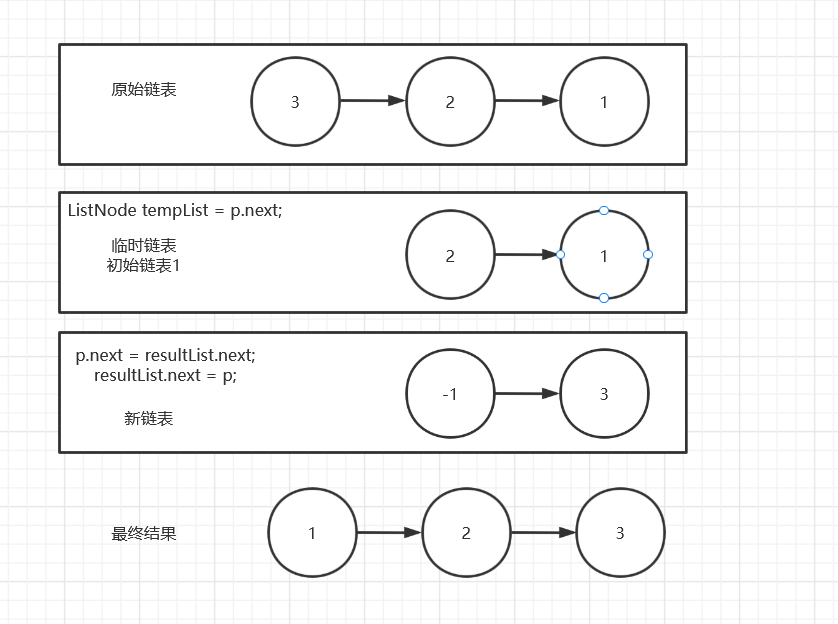 原始链表
3
2
1
ListNode tempList = p.next;
临时链表
初始链表1
2
1
p.next = resultList.next;
resultList.next = p;
新链表
-1
3
最终结果
1
2
3